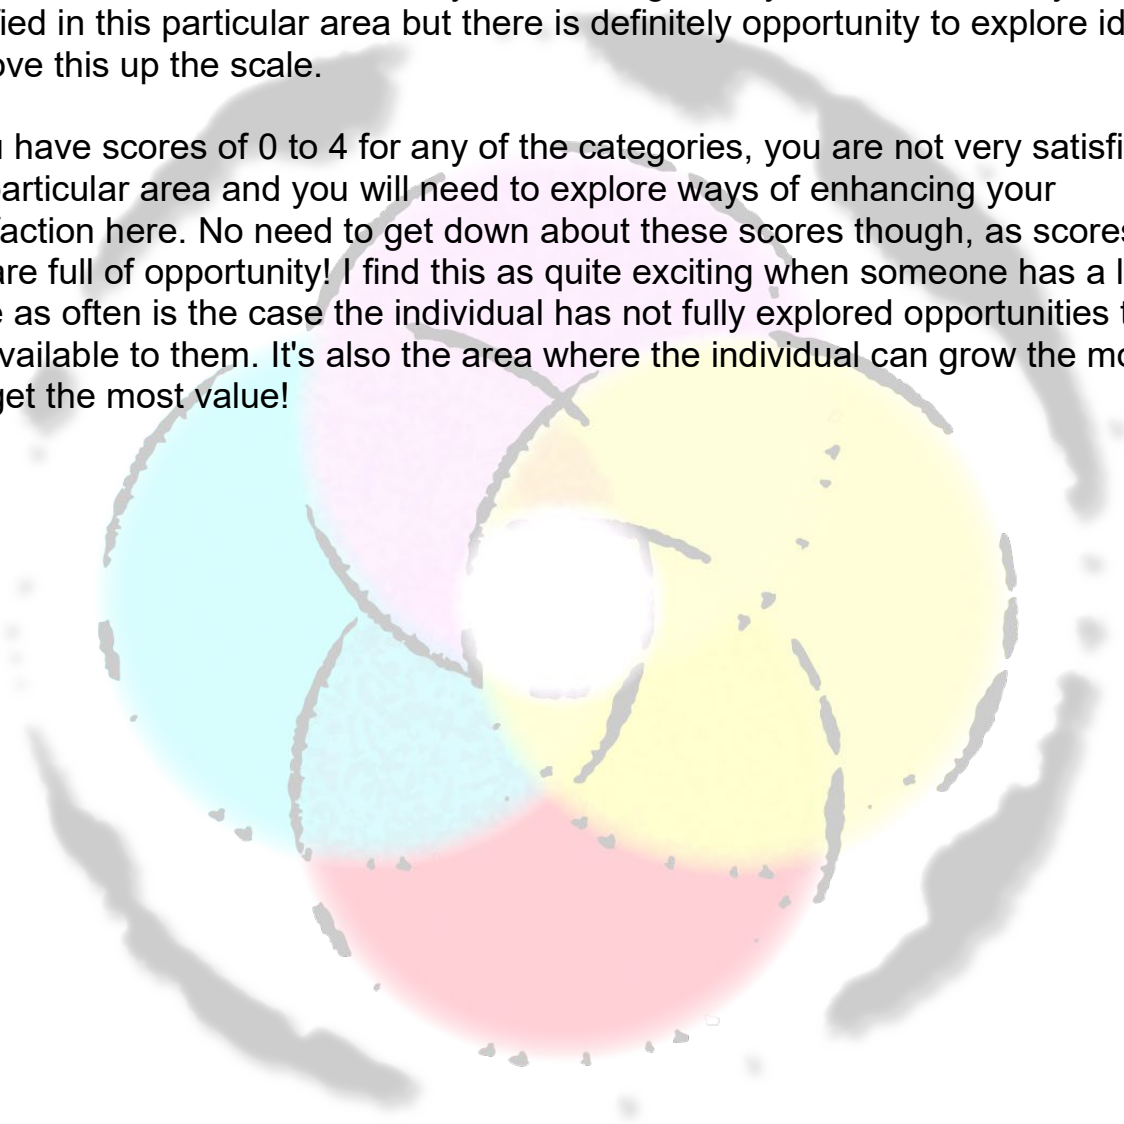 fied in this particular area but there is definitely opportunity to explore id
ove this up the scale.
have scores of 0 to 4 for any of the categories, you are not very satisfi
particular area and you will need to explore ways of enhancing your
faction here. No need to get down about these scores though, as scores
are full of opportunity! I find this as quite exciting when someone has a l
e as often is the case the individual has not fully explored opportunities t
vailable to them. It's also the area where the individual can grow the mo
get the most value!